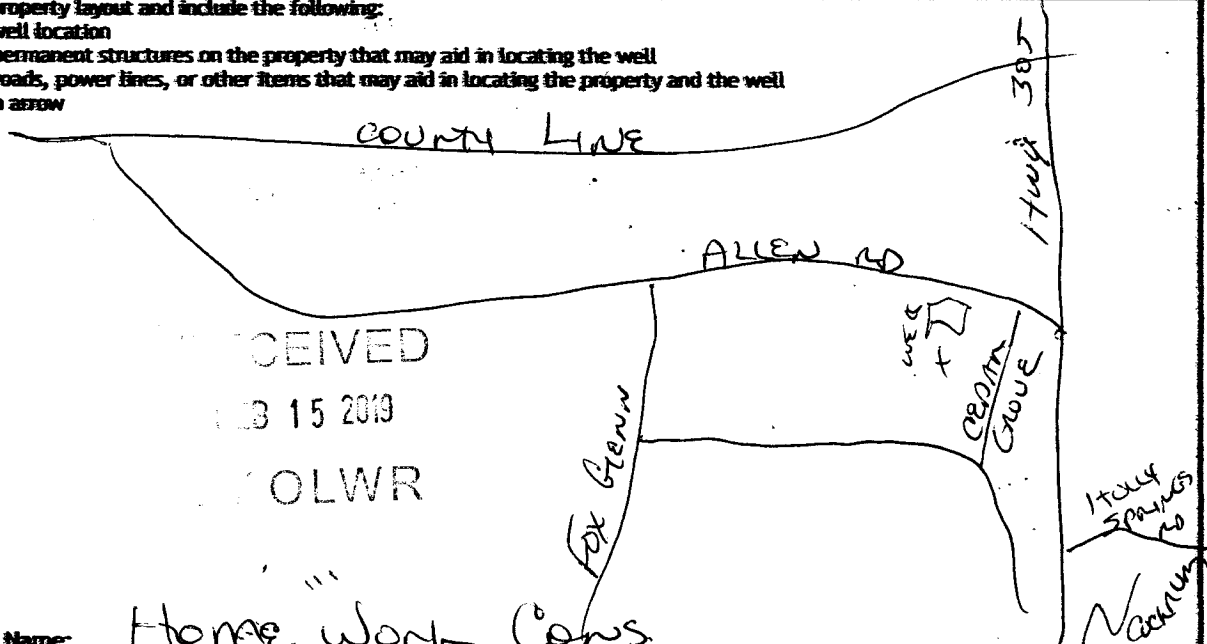 roperty layout and include the following:
well location
permanent structures on the property that may aid in locating the well
roads, power lines, or other items that may aid in locating the property and the well
arrow
COUNTY LINE
Hwy 305
ALLEN RD
WELL
+
CEDAR
GROVE
CEIVED
B 15 2019
OLWR
FOX GLENN
HOLLY
SPRINGS
RD
N
COCKRUM
Name: Home Work Cons